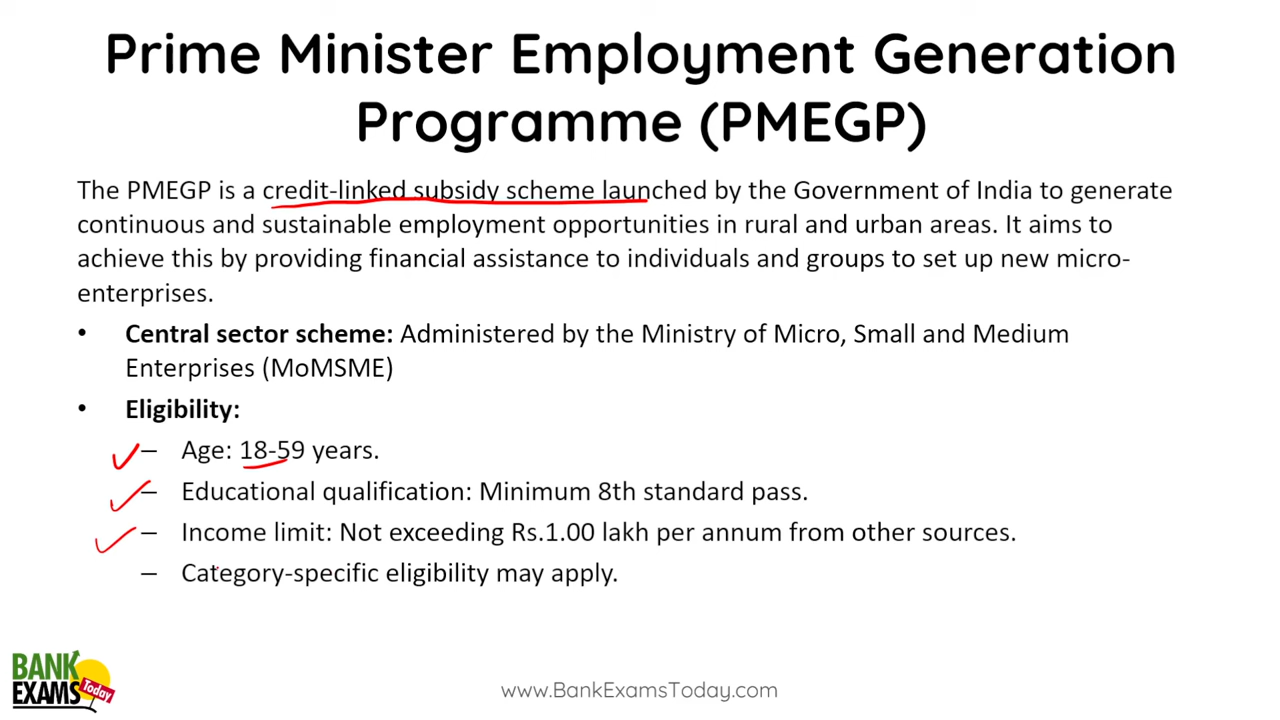 Prime Minister Employment Generation
Programme (PMEGP)
The PMEGP is a credit-linked subsidy scheme launched by the Government of India to generate
continuous and sustainable employment opportunities in rural and urban areas. It aims to
achieve this by providing financial assistance to individuals and groups to set up new micro-
enterprises.
• Central sector scheme: Administered by the Ministry of Micro, Small and Medium
Enterprises (MoMSME)
• Eligibility:
– Age: 18-59 years.
– Educational qualification: Minimum 8th standard pass.
– Income limit: Not exceeding Rs.1.00 lakh per annum from other sources.
– Category-specific eligibility may apply.
BANK
EXAMS Today
www.BankExamsToday.com